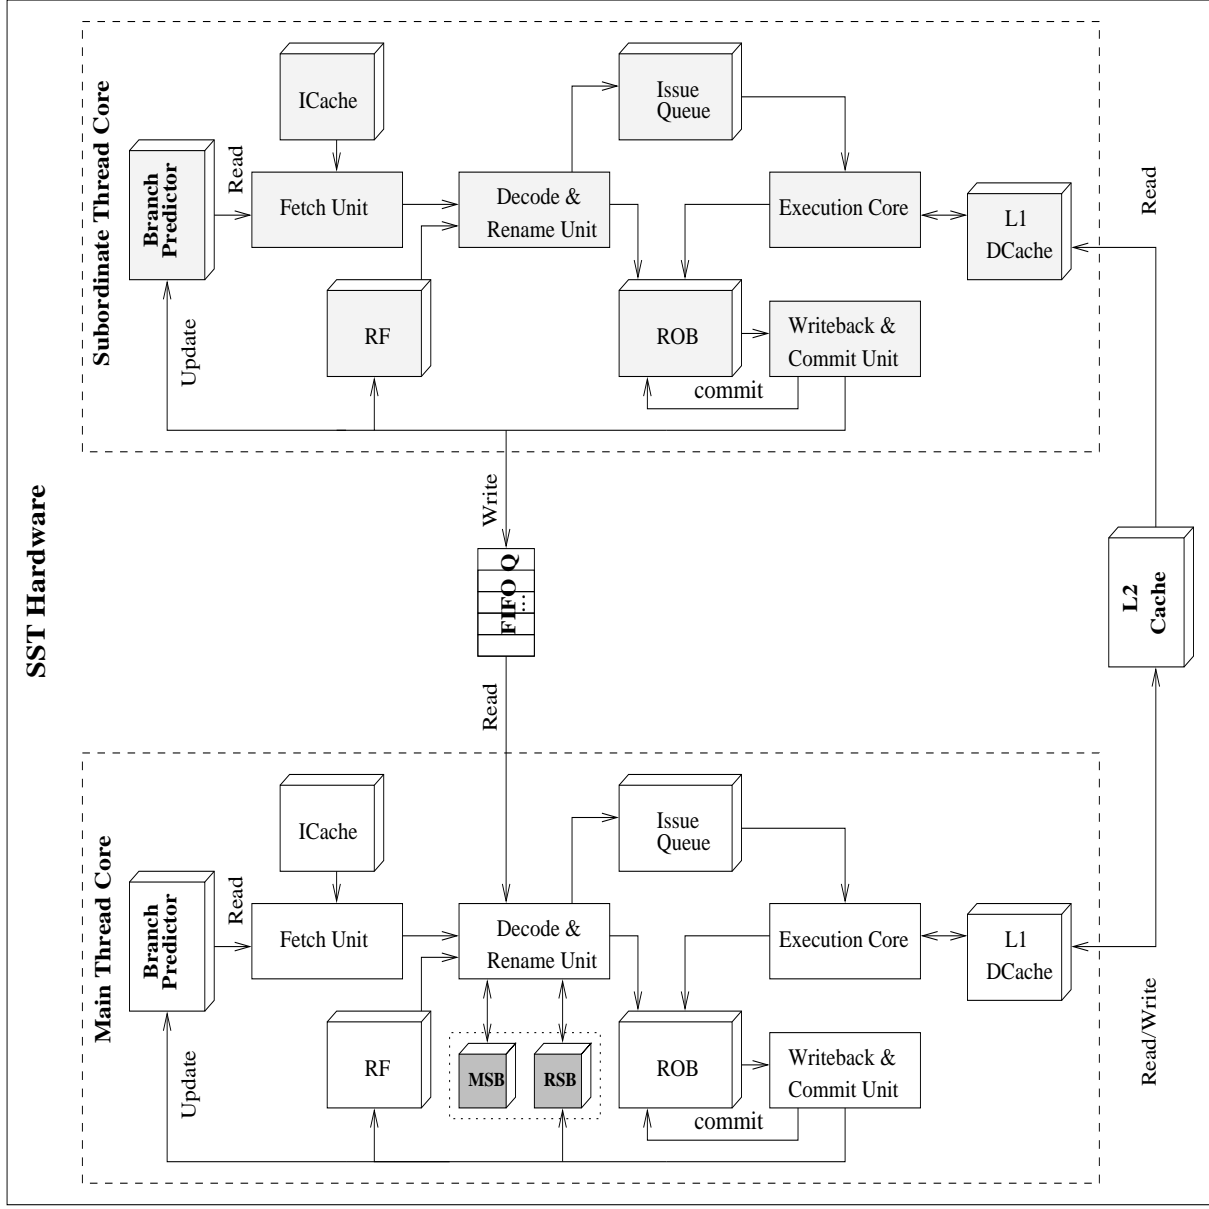 SST Hardware
Subordinate Thread Core
ICache
Issue
Queue
Branch
Predictor
Read
Fetch Unit
Decode &
Rename Unit
Execution Core
L1
DCache
Read
Update
RF
ROB
Writeback &
Commit Unit
commit
Write
FIFO Q
...
Read
L2
Cache
Main Thread Core
ICache
Issue
Queue
Branch
Predictor
Read
Fetch Unit
Decode &
Rename Unit
Execution Core
L1
DCache
Read/Write
Update
RF
MSB
RSB
ROB
Writeback &
Commit Unit
commit